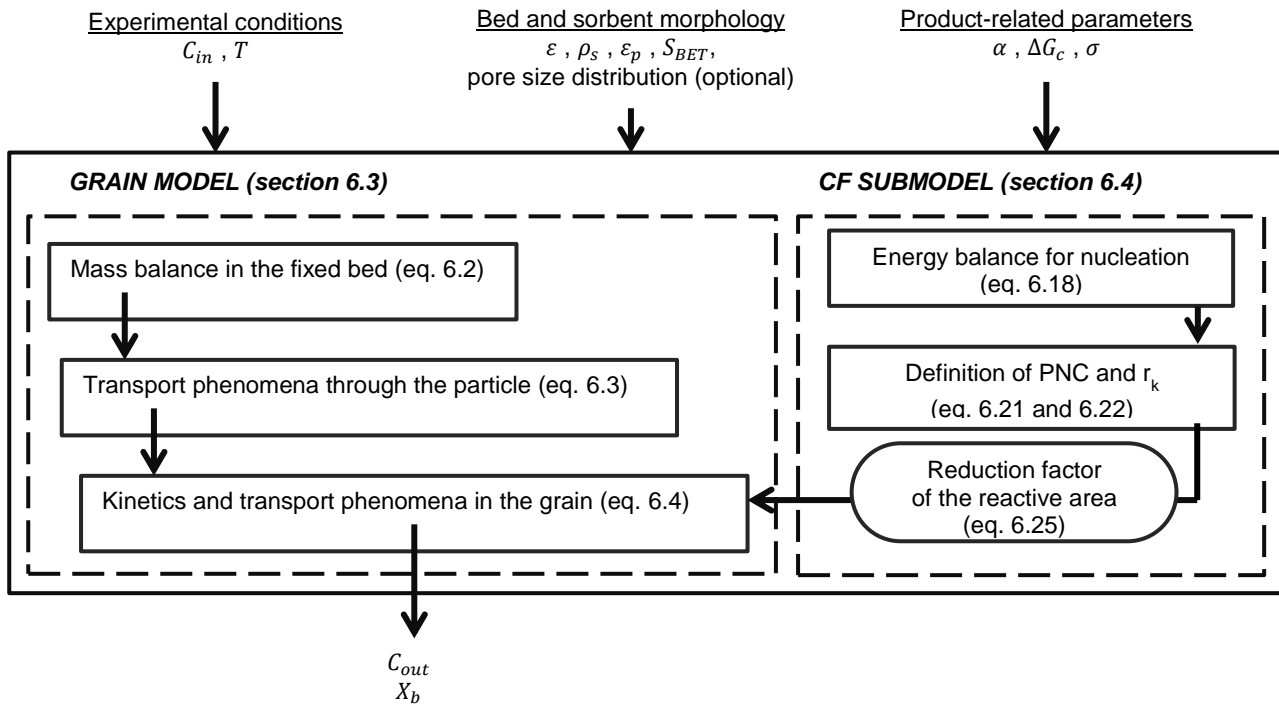 Experimental conditions
C_in , T
Bed and sorbent morphology
ε , ρ_s , ε_p , S_BET,
pore size distribution (optional)
Product-related parameters
α , ΔG_c , σ
GRAIN MODEL (section 6.3)
Mass balance in the fixed bed (eq. 6.2)
Transport phenomena through the particle (eq. 6.3)
Kinetics and transport phenomena in the grain (eq. 6.4)
CF SUBMODEL (section 6.4)
Energy balance for nucleation
(eq. 6.18)
Definition of PNC and r_k
(eq. 6.21 and 6.22)
Reduction factor
of the reactive area
(eq. 6.25)
C_out
X_b